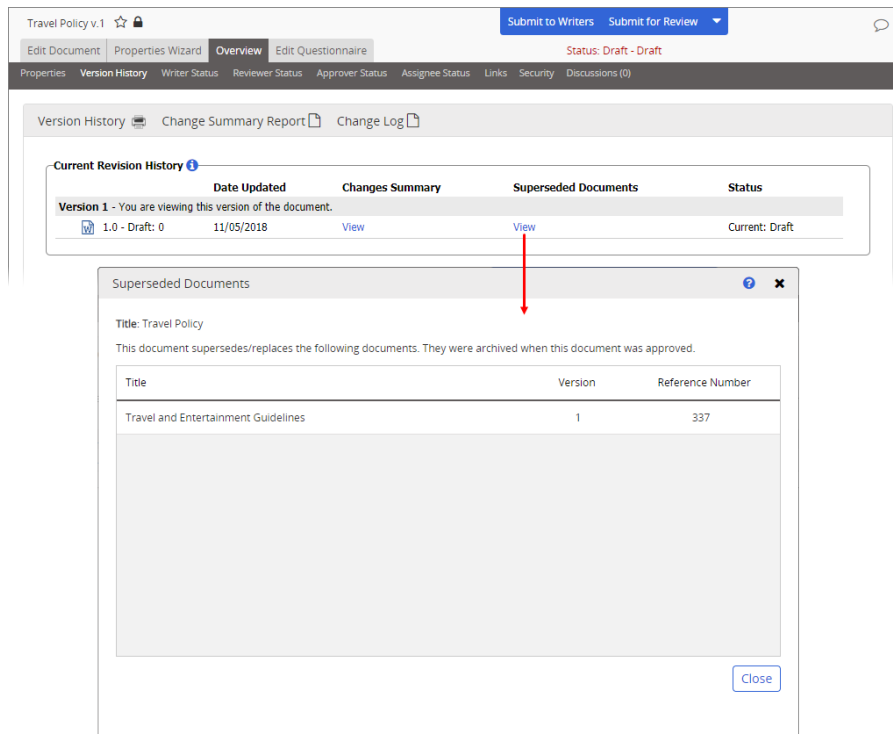 Travel Policy v.1
Submit to Writers Submit for Review
Edit Document Properties Wizard Overview Edit Questionnaire
Status: Draft - Draft
Properties Version History Writer Status Reviewer Status Approver Status Assignee Status Links Security Discussions (0)
Version History Change Summary Report Change Log
Current Revision History
Date Updated Changes Summary Superseded Documents Status
Version 1 - You are viewing this version of the document.
1.0 - Draft: 0 11/05/2018 View View Current: Draft
Superseded Documents
Title: Travel Policy
This document supersedes/replaces the following documents. They were archived when this document was approved.
Title Version Reference Number
Travel and Entertainment Guidelines 1 337
Close